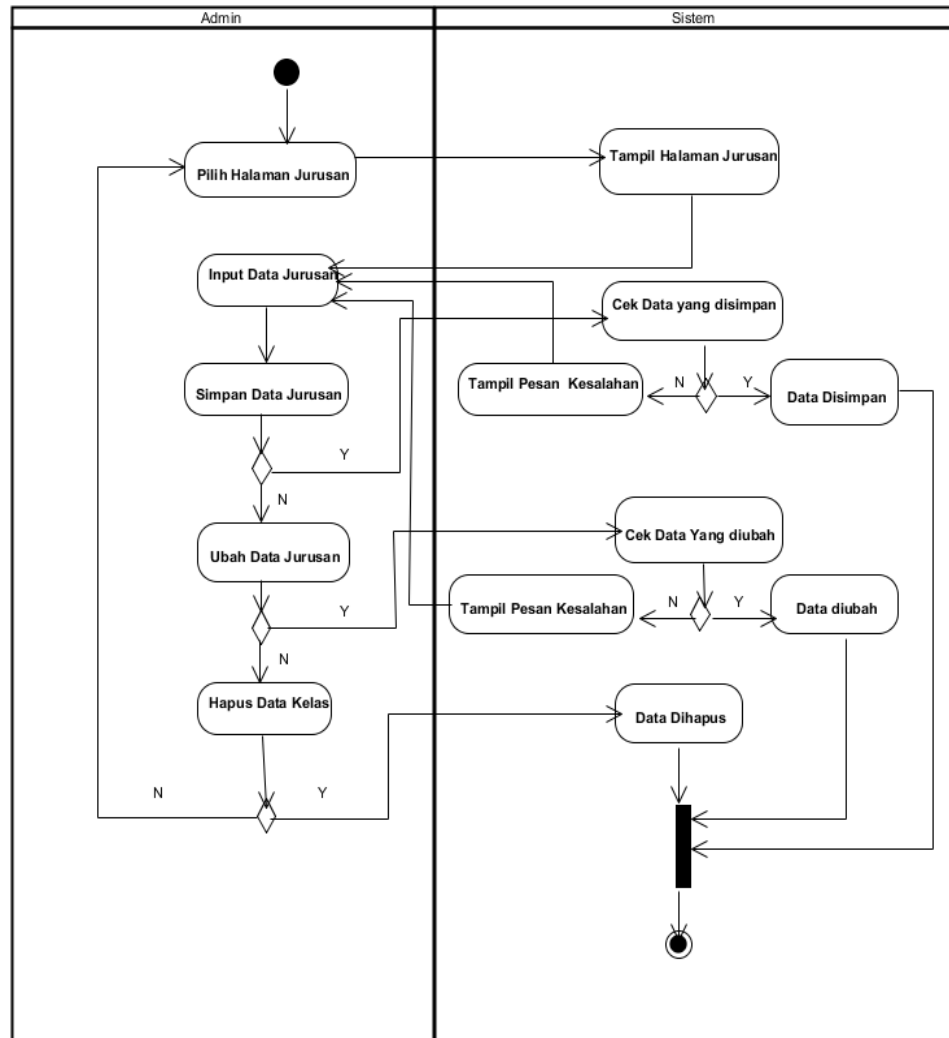 Admin
Sistem
Pilih Halaman Jurusan
Tampil Halaman Jurusan
Input Data Jurusan
Cek Data yang disimpan
Simpan Data Jurusan
Tampil Pesan Kesalahan
N
Y
Data Disimpan
Y
N
Ubah Data Jurusan
Cek Data Yang diubah
Tampil Pesan Kesalahan
N
Y
Data diubah
Y
N
Hapus Data Kelas
Data Dihapus
N
Y